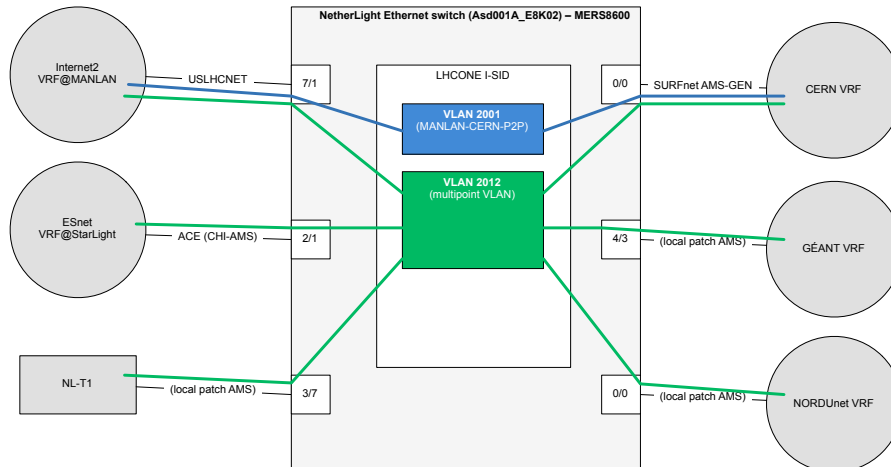 NetherLight Ethernet switch (Asd001A_E8K02) – MERS8600
Internet2
VRF@MANLAN
USLHCNET
7/1
LHCONE I-SID
0/0
SURFnet AMS-GEN
CERN VRF
VLAN 2001
(MANLAN-CERN-P2P)
VLAN 2012
(multipoint VLAN)
ESnet
VRF@StarLight
ACE (CHI-AMS)
2/1
4/3
(local patch AMS)
GÉANT VRF
NL-T1
(local patch AMS)
3/7
0/0
(local patch AMS)
NORDUnet VRF